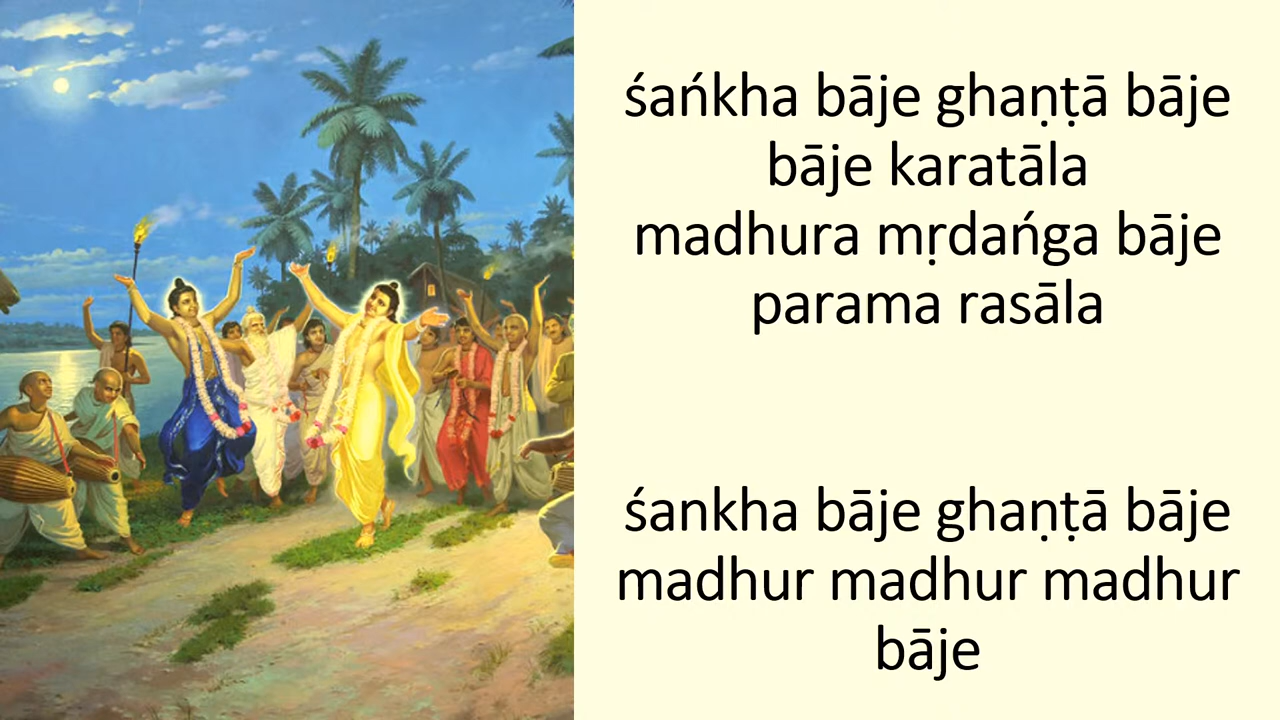 śańkha bāje ghaṇṭā bāje
bāje karatāla
madhura mṛdańga bāje
parama rasāla
śankha bāje ghaṇṭā bāje
madhur madhur madhur
bāje